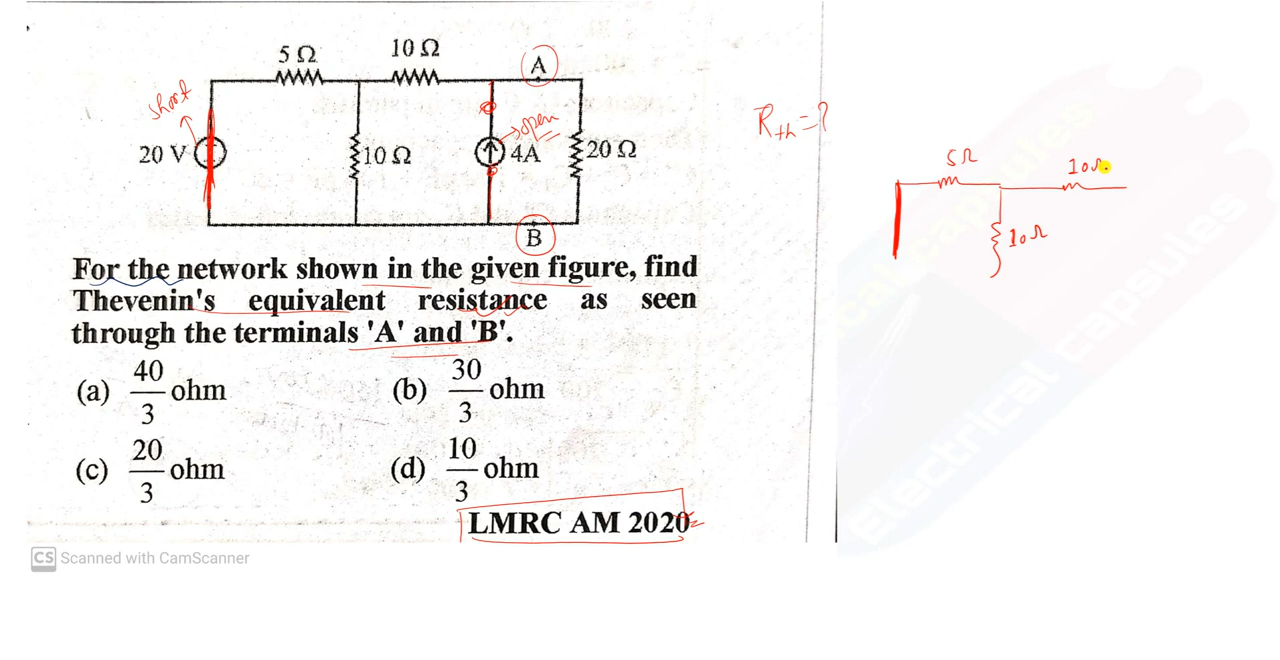 5 Ω
10 Ω
A
short
open
20 V
10 Ω
4A
20 Ω
B
Rth=?
5Ω
10Ω
10Ω
For the network shown in the given figure, find
Thevenin's equivalent resistance as seen
through the terminals 'A' and 'B'.
(a) 40/3 ohm
(b) 30/3 ohm
(c) 20/3 ohm
(d) 10/3 ohm
LMRC AM 2020
CS Scanned with CamScanner
Electrical capsules